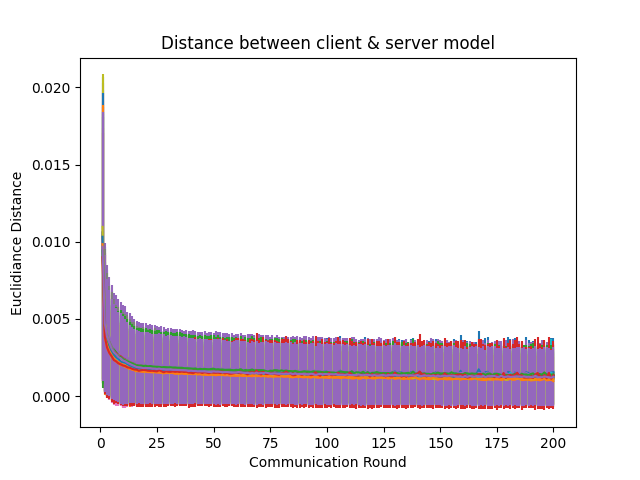 Distance between client & server model
0.020
0.015
0.010
0.005
0.000
Euclidiance Distance
0 25 50 75 100 125 150 175 200
Communication Round